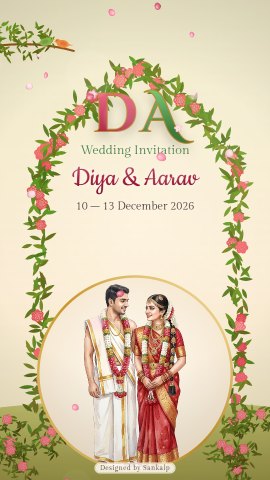 DA
Wedding Invitation
Diya & Aarav
10 — 13 December 2026
Designed by Sankalp